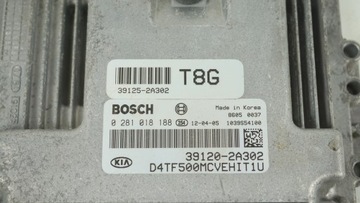 39125-2A302
T8G
BOSCH
Made in Korea
8605 0037
0 281 018 188 12-04-05 1039S54100
39120-2A302
KIA
D4TF500MCVEHIT1U